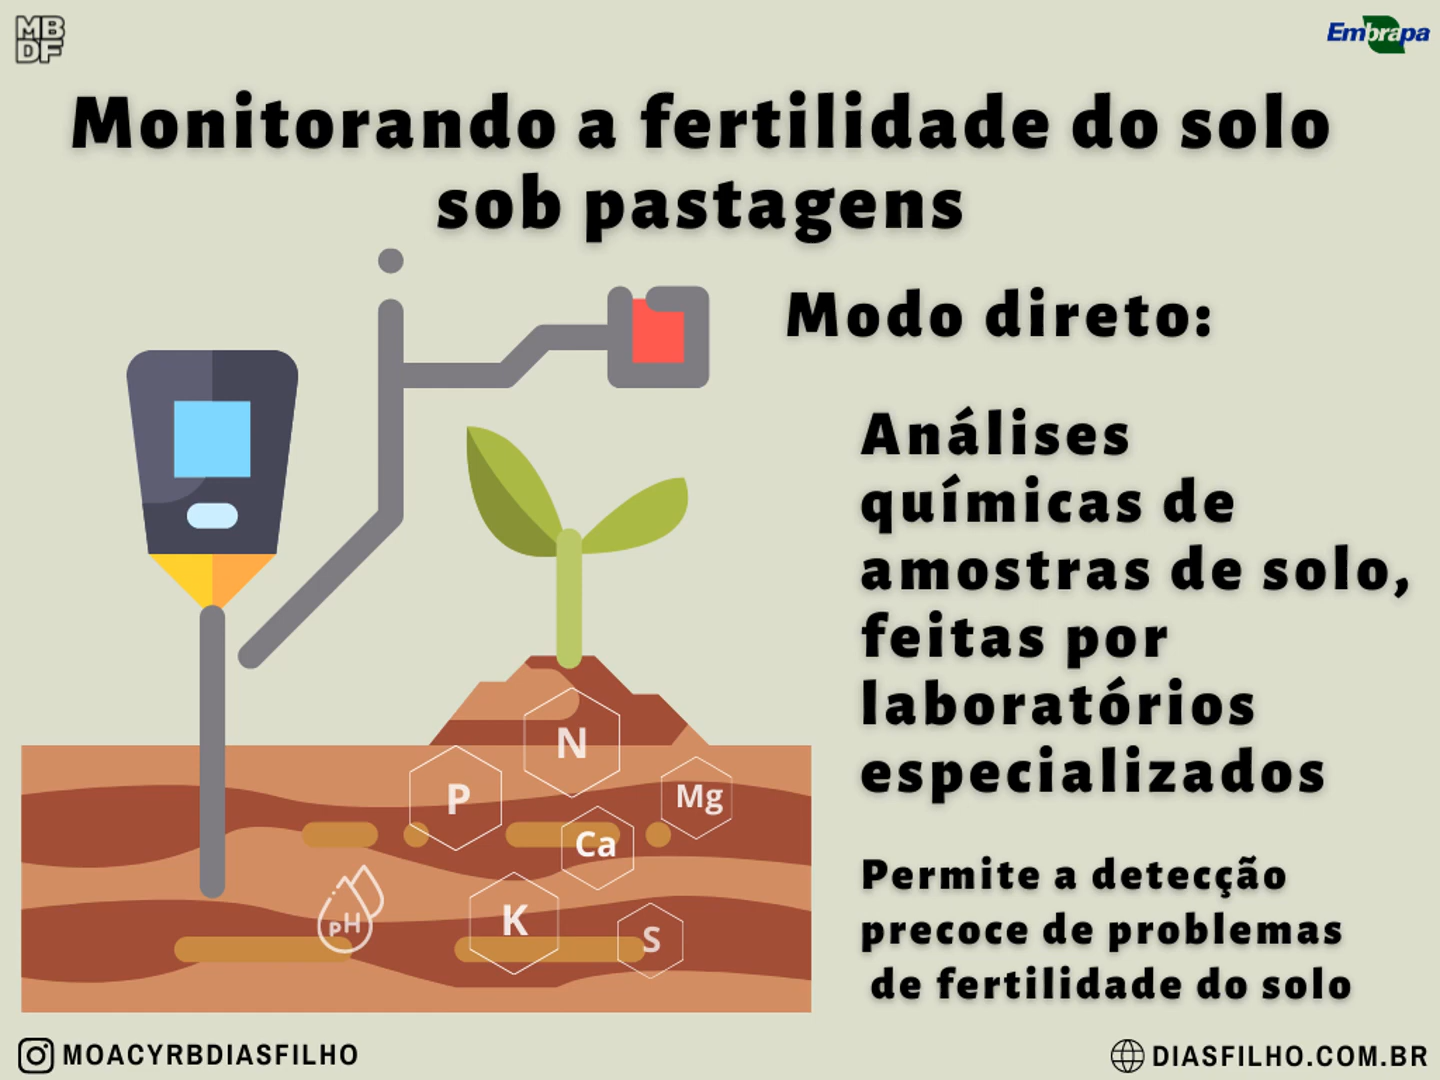 MB
DF
Embrapa
Monitorando a fertilidade do solo
sob pastagens
Modo direto:
Análises
químicas de
amostras de solo,
feitas por
laboratórios
especializados
Permite a detecção
precoce de problemas
de fertilidade do solo
N
P
Mg
Ca
pH
K
S
MOACYRBDIASFILHO
DIASFILHO.COM.BR